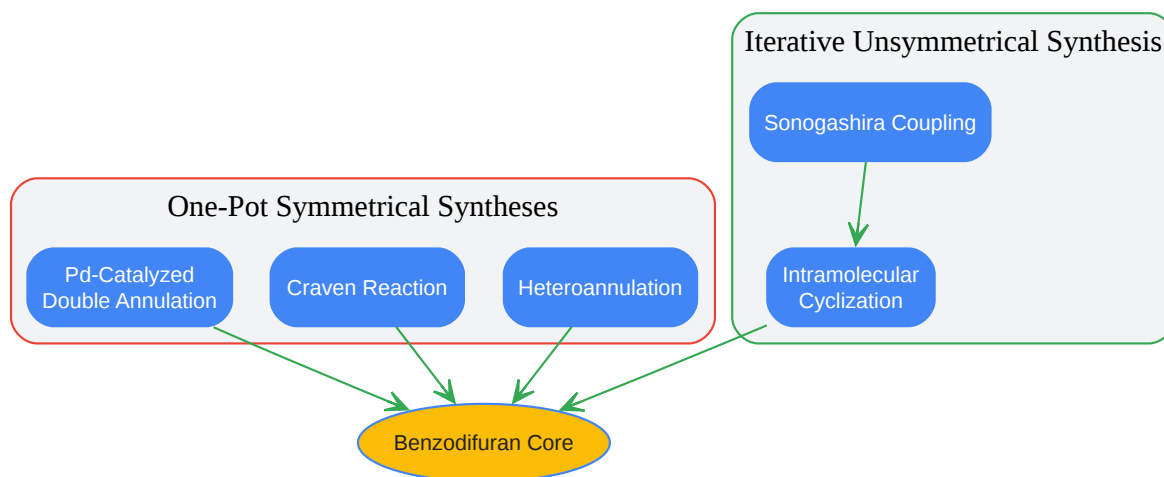 Iterative Unsymmetrical Synthesis
Sonogashira Coupling
One-Pot Symmetrical Syntheses
Pd-Catalyzed
Double Annulation
Craven Reaction
Heteroannulation
Intramolecular
Cyclization
Benzodifuran Core